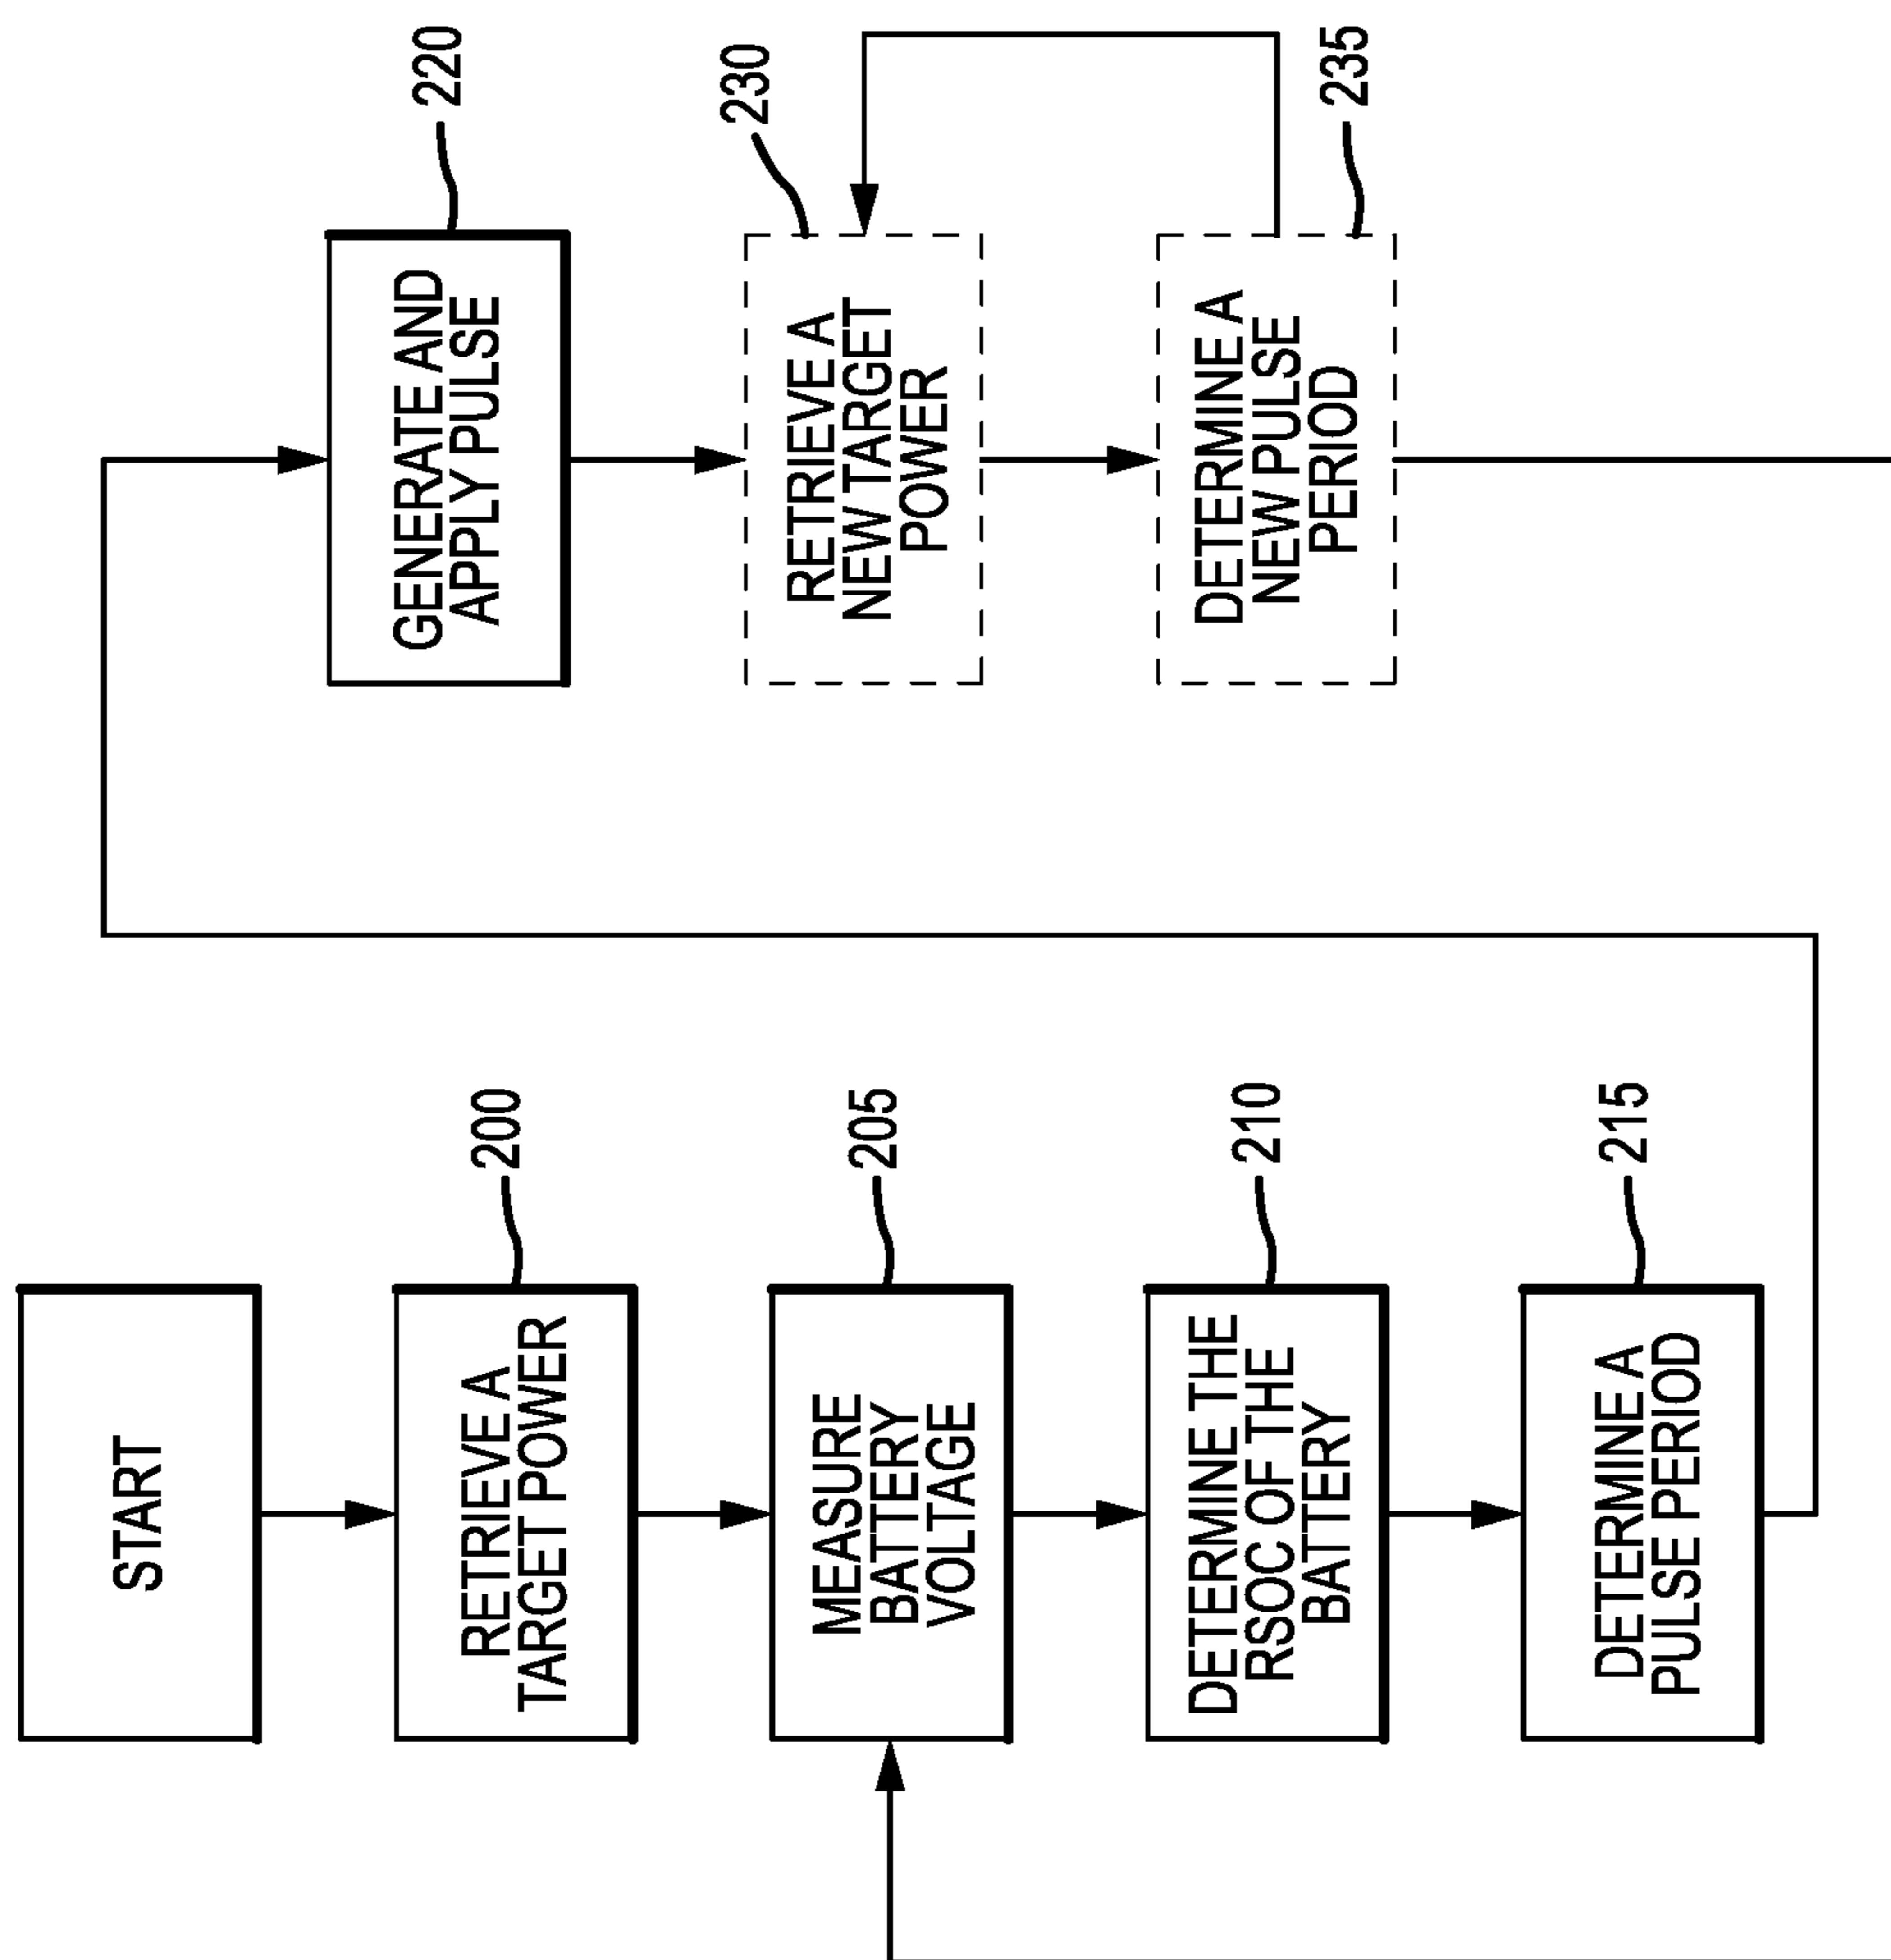 START
RETRIEVE A
TARGET POWER
2000
MEASURE
BATTERY
VOLTAGE
205
DETERMINE THE
RSOC OF THE
BATTERY
210
DETERMINE A
PULSE PERIOD
215
GENERATE AND
APPLY PULSE
220
RETRIEVE A
NEW TARGET
POWER
230
DETERMINE A
NEW PULSE
PERIOD
235